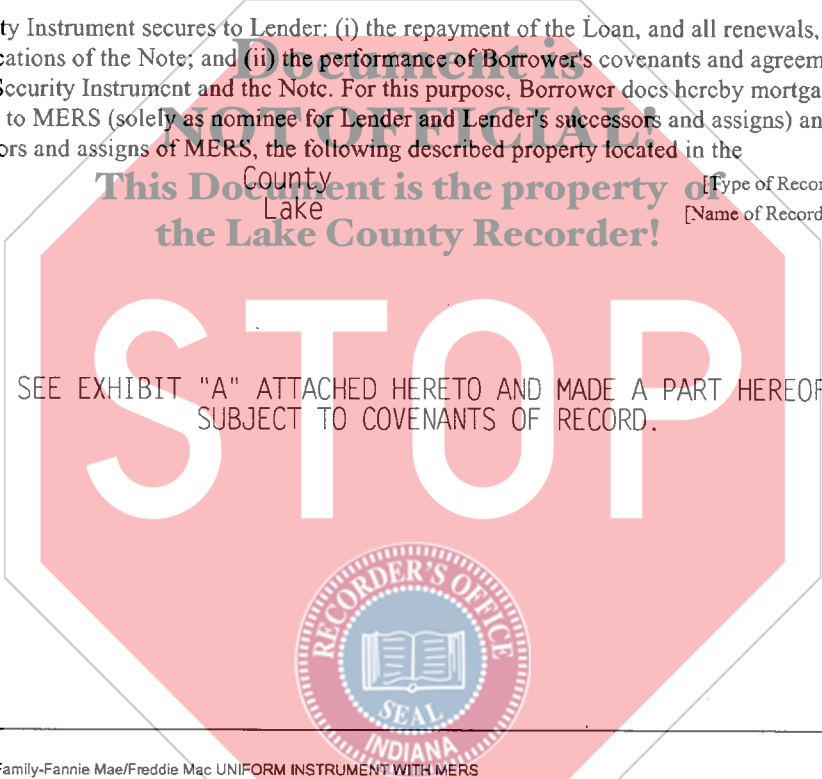 ty Instrument secures to Lender: (i) the repayment of the Loan, and all renewals,
cations of the Note; and (ii) the performance of Borrower's covenants and agreem
Document is
Security Instrument and the Note. For this purpose, Borrower does hereby mortga
to MERS (solely as nominee for Lender and Lender's successors and assigns) an
NOT OFFICIAL!
ors and assigns of MERS, the following described property located in the
County [Type of Recor
This Document is the property of
Lake [Name of Record
the Lake County Recorder!
STOP
SEE EXHIBIT "A" ATTACHED HERETO AND MADE A PART HEREOF
SUBJECT TO COVENANTS OF RECORD.
RECORDER'S OFFICE
SEAL
INDIANA
Family-Fannie Mae/Freddie Mac UNIFORM INSTRUMENT WITH MERS